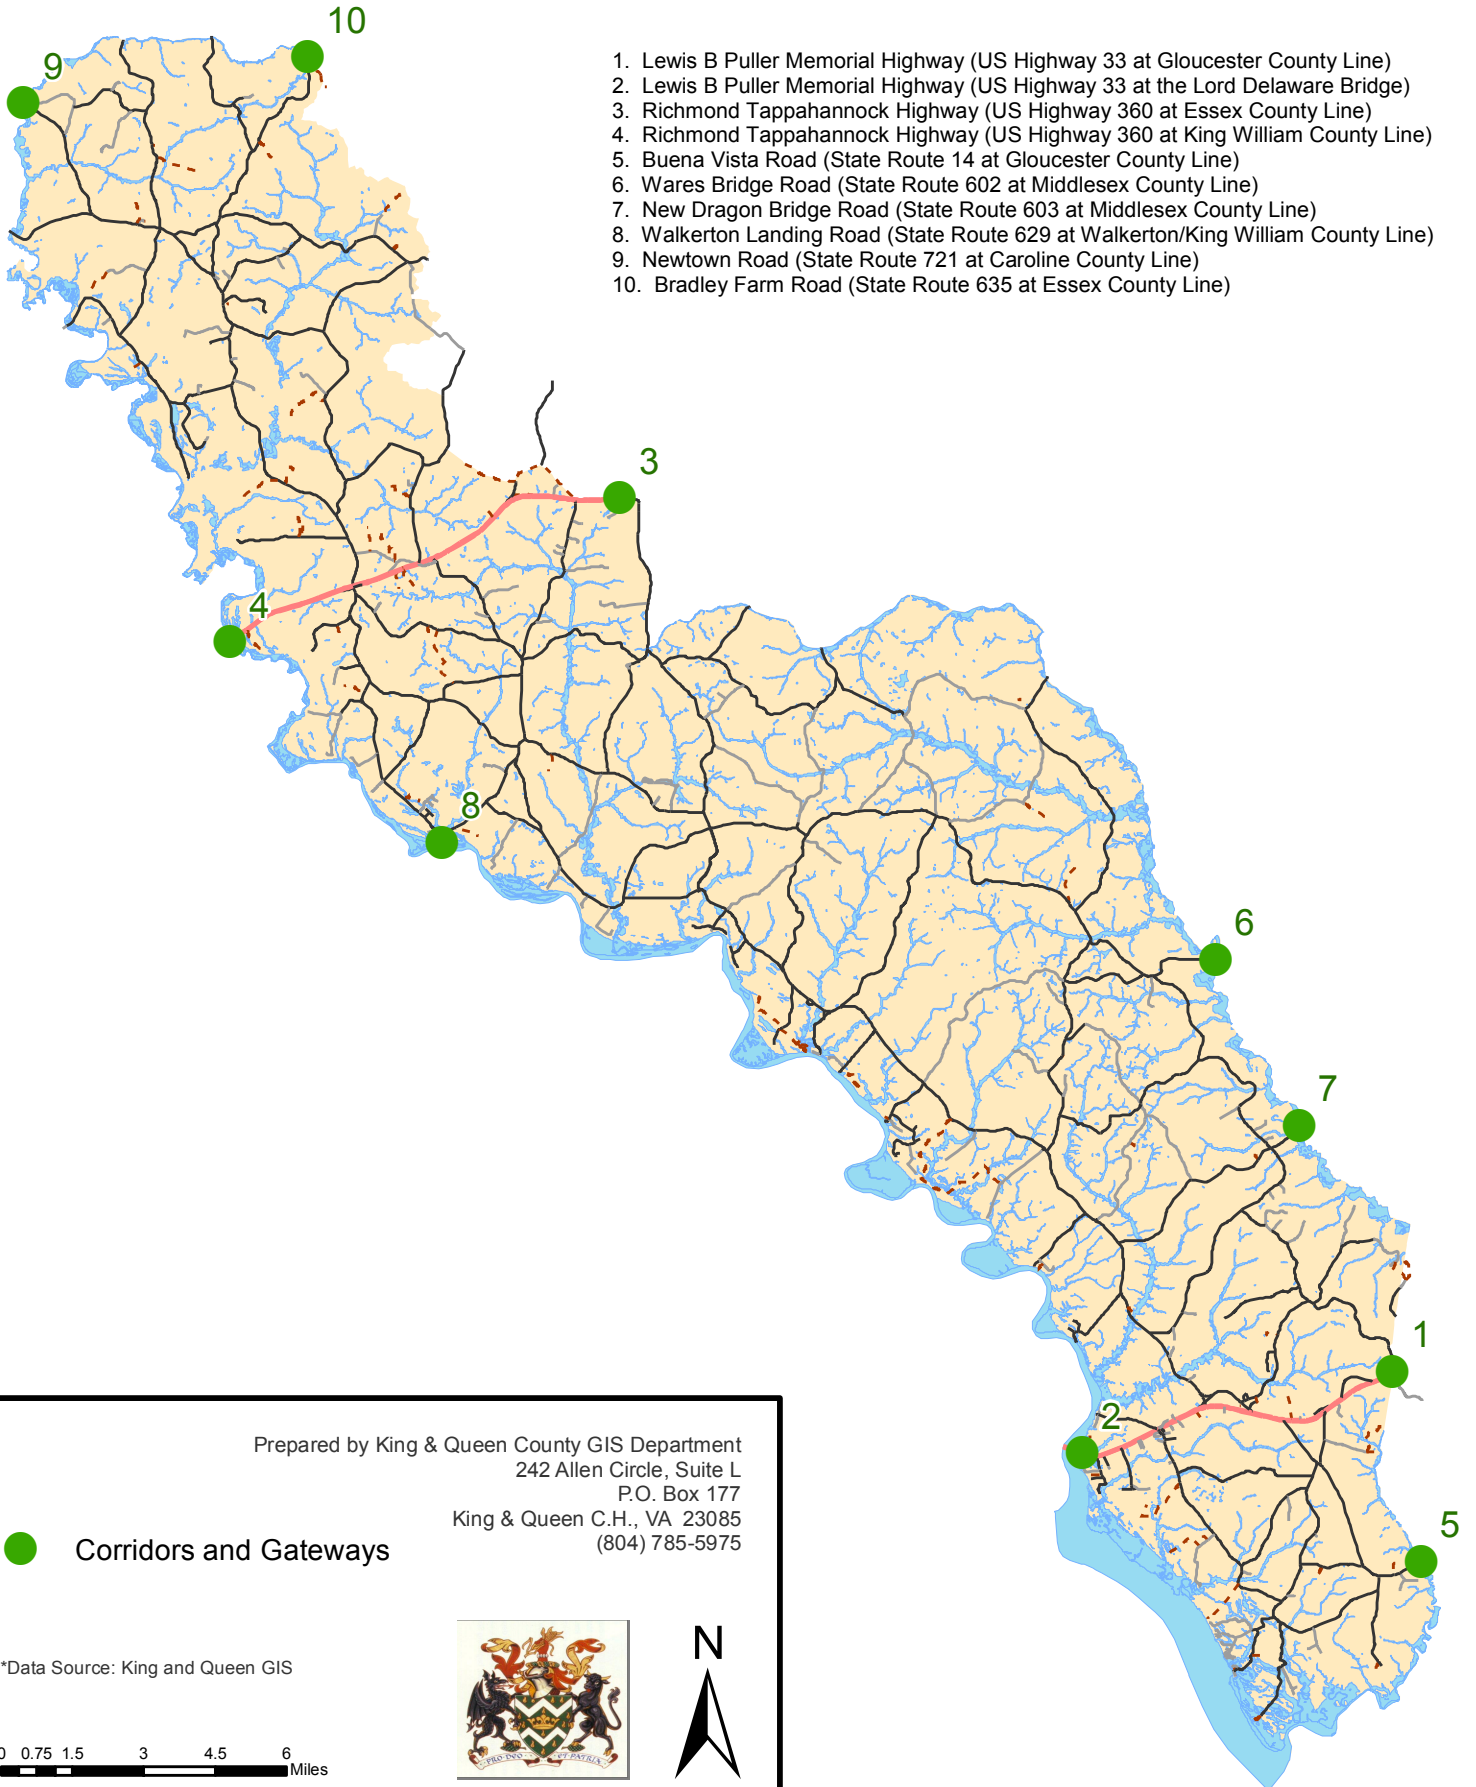 10
9
1. Lewis B Puller Memorial Highway (US Highway 33 at Gloucester County Line)
2. Lewis B Puller Memorial Highway (US Highway 33 at the Lord Delaware Bridge)
3. Richmond Tappahannock Highway (US Highway 360 at Essex County Line)
4. Richmond Tappahannock Highway (US Highway 360 at King William County Line)
5. Buena Vista Road (State Route 14 at Gloucester County Line)
6. Wares Bridge Road (State Route 602 at Middlesex County Line)
7. New Dragon Bridge Road (State Route 603 at Middlesex County Line)
8. Walkerton Landing Road (State Route 629 at Walkerton/King William County Line)
9. Newtown Road (State Route 721 at Caroline County Line)
10. Bradley Farm Road (State Route 635 at Essex County Line)
3
4
8
6
7
1
2
5
Prepared by King & Queen County GIS Department
242 Allen Circle, Suite L
P.O. Box 177
King & Queen C.H., VA 23085
(804) 785-5975
Corridors and Gateways
*Data Source: King and Queen GIS
N
PRO DEO ET PATRIA
0 0.75 1.5 3 4.5 6
Miles